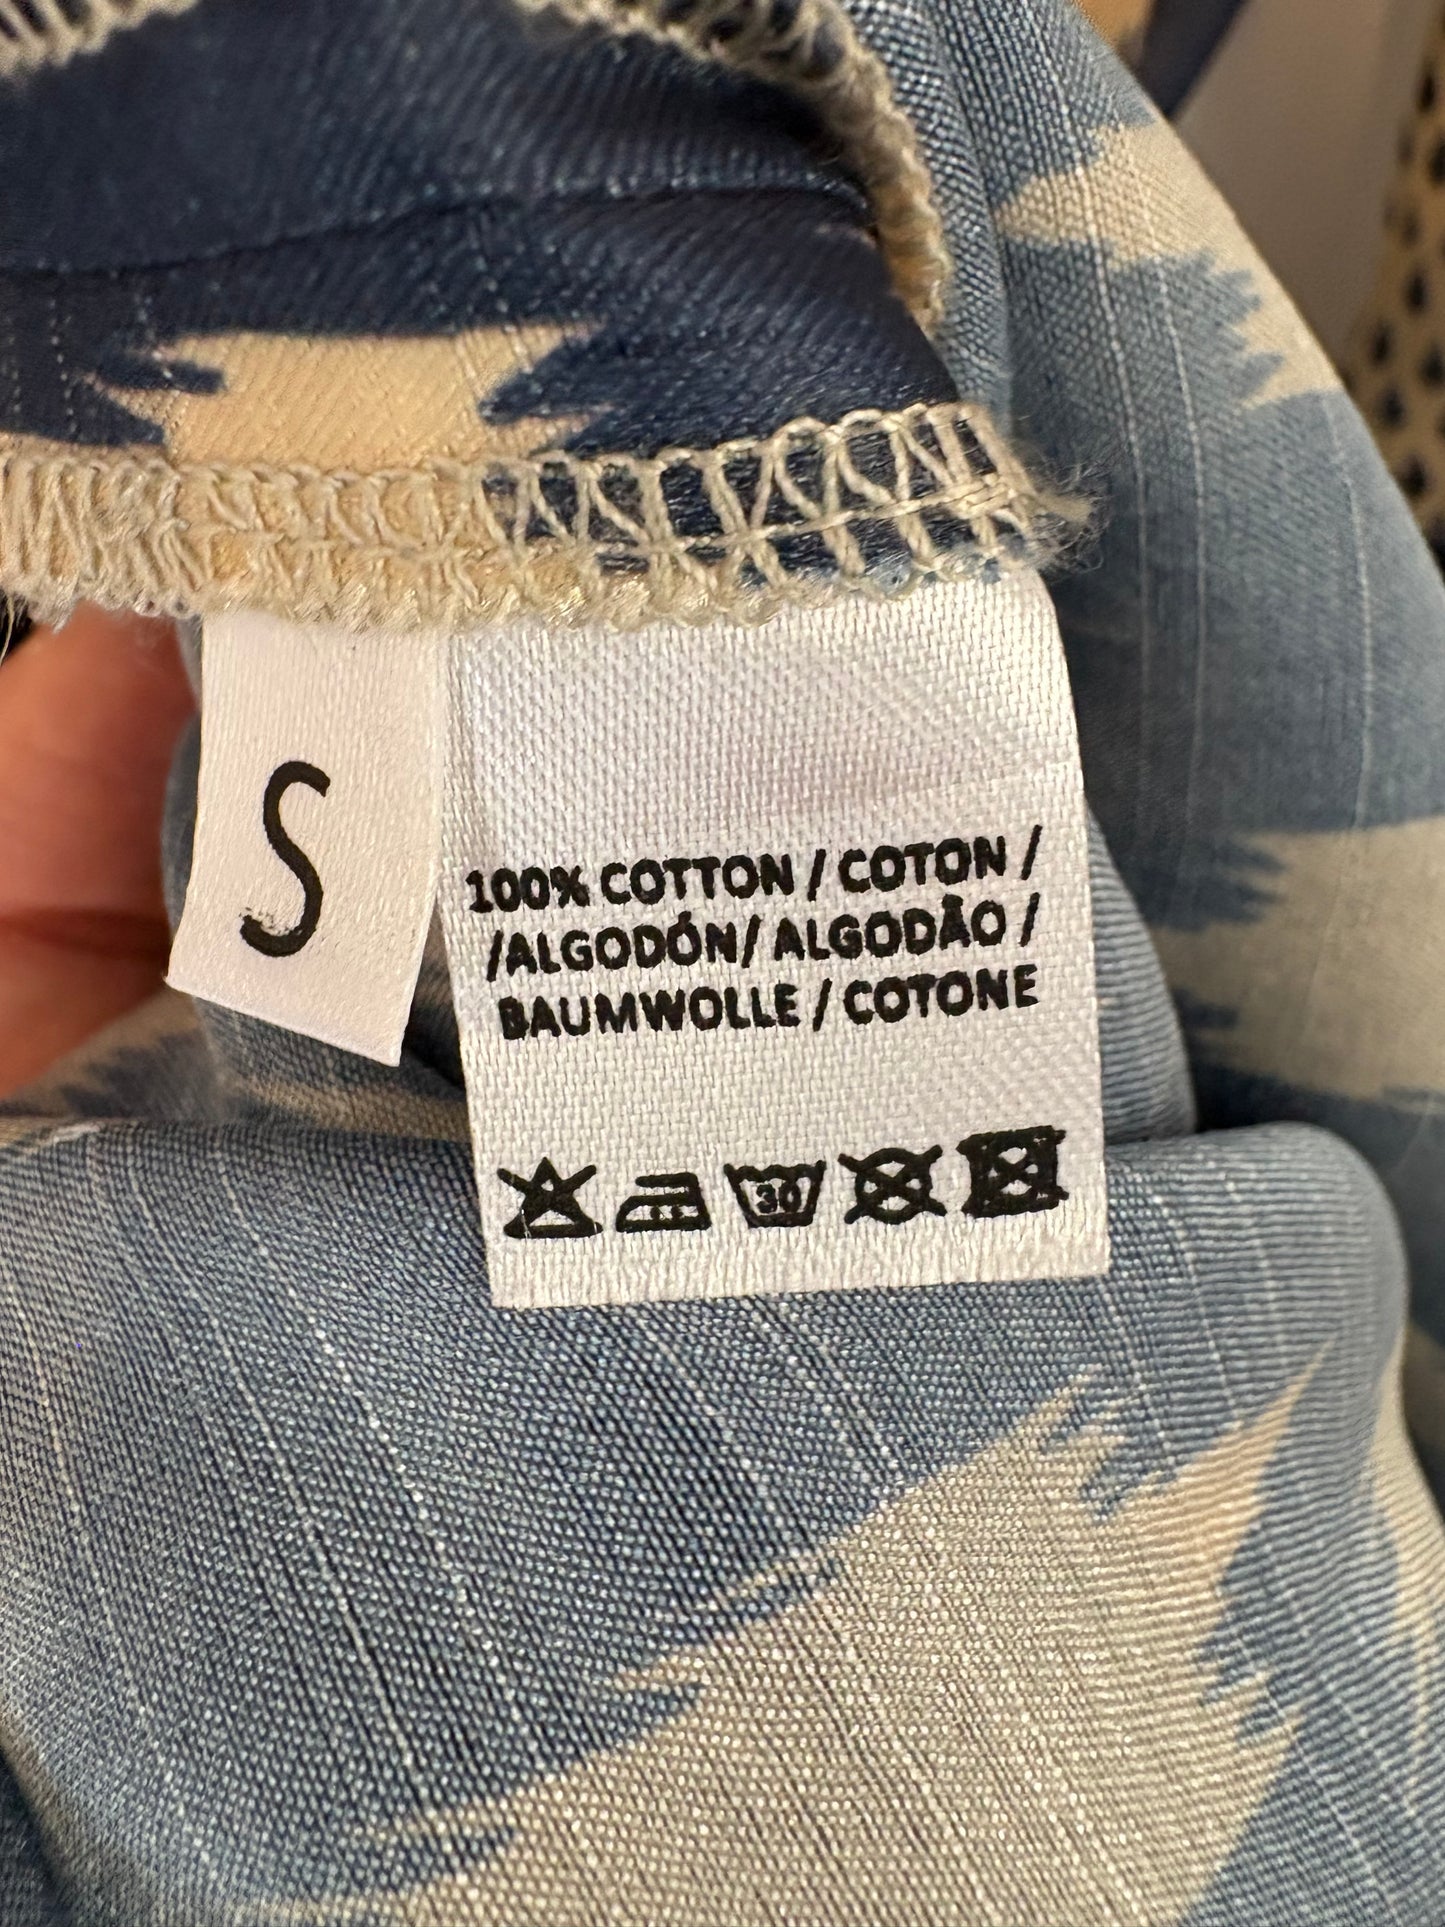 S
100% COTTON / COTON /
/ALGODÓN/ ALGODÃO /
BAUMWOLLE / COTONE
30